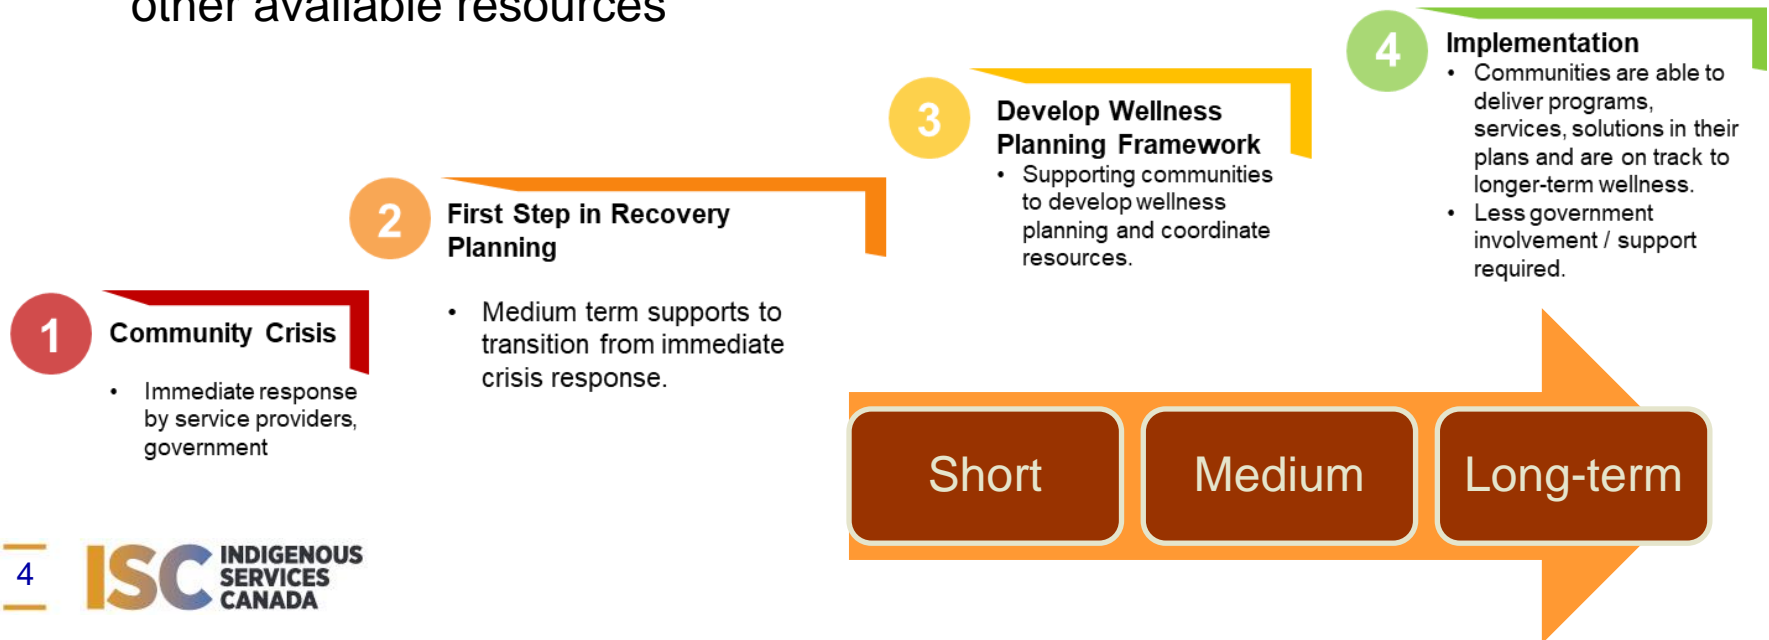 other available resources
1
Community Crisis
• Immediate response
by service providers,
government
2
First Step in Recovery
Planning
• Medium term supports to
transition from immediate
crisis response.
3
Develop Wellness
Planning Framework
• Supporting communities
to develop wellness
planning and coordinate
resources.
4
Implementation
• Communities are able to
deliver programs,
services, solutions in their
plans and are on track to
longer-term wellness.
• Less government
involvement / support
required.
Short
Medium
Long-term
4
ISC
INDIGENOUS
SERVICES
CANADA